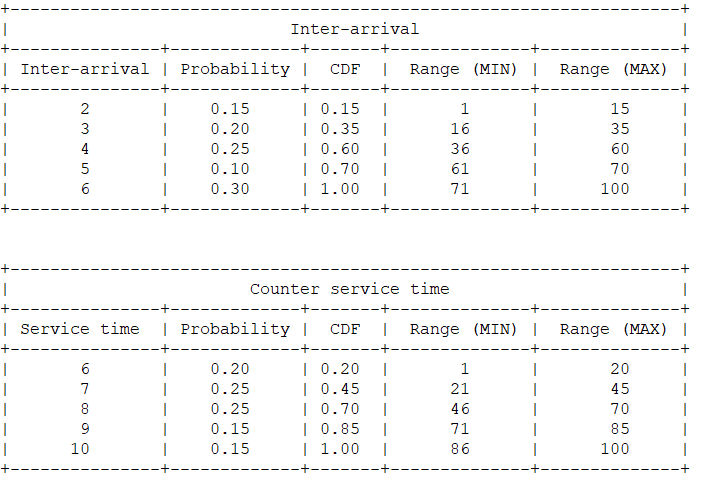 Inter-arrival
Inter-arrival | Probability | CDF | Range (MIN) | Range (MAX)
2 | 0.15 | 0.15 | 1 | 15
3 | 0.20 | 0.35 | 16 | 35
4 | 0.25 | 0.60 | 36 | 60
5 | 0.10 | 0.70 | 61 | 70
6 | 0.30 | 1.00 | 71 | 100
Counter service time
Service time | Probability | CDF | Range (MIN) | Range (MAX)
6 | 0.20 | 0.20 | 1 | 20
7 | 0.25 | 0.45 | 21 | 45
8 | 0.25 | 0.70 | 46 | 70
9 | 0.15 | 0.85 | 71 | 85
10 | 0.15 | 1.00 | 86 | 100